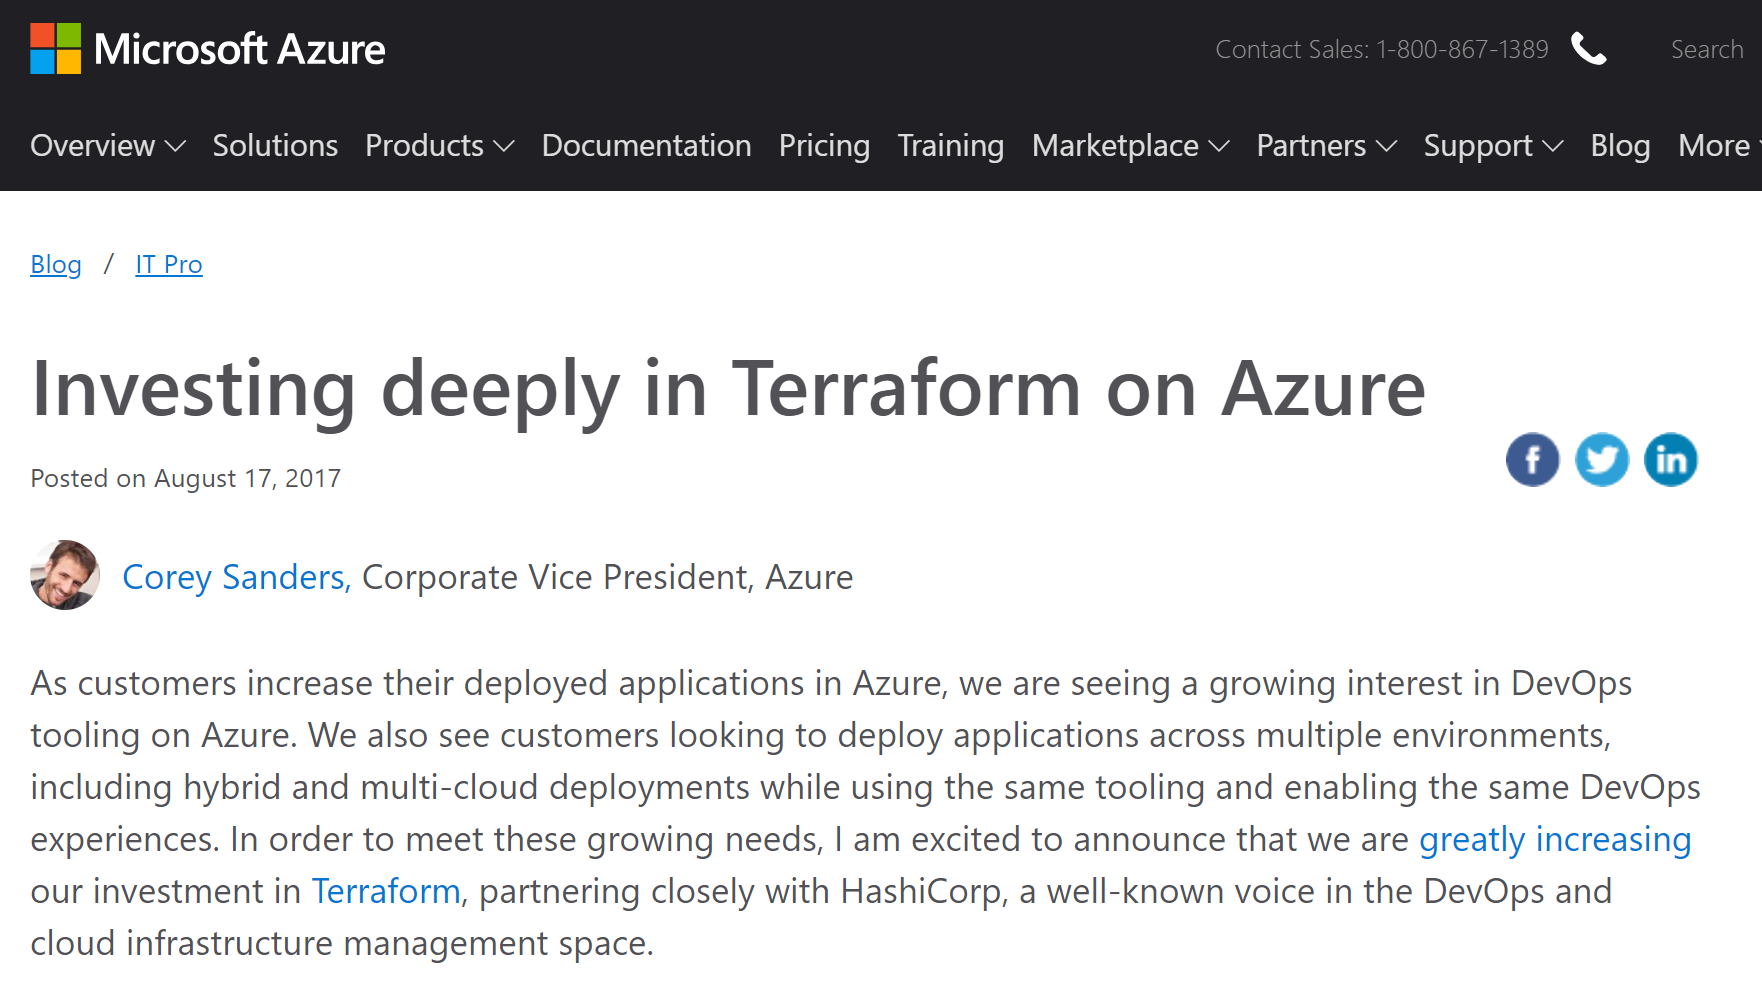 Microsoft Azure
Contact Sales: 1-800-867-1389 Search
Overview Solutions Products Documentation Pricing Training Marketplace Partners Support Blog More
Blog / IT Pro
Investing deeply in Terraform on Azure
Posted on August 17, 2017
f in
Corey Sanders, Corporate Vice President, Azure
As customers increase their deployed applications in Azure, we are seeing a growing interest in DevOps
tooling on Azure. We also see customers looking to deploy applications across multiple environments,
including hybrid and multi-cloud deployments while using the same tooling and enabling the same DevOps
experiences. In order to meet these growing needs, I am excited to announce that we are greatly increasing
our investment in Terraform, partnering closely with HashiCorp, a well-known voice in the DevOps and
cloud infrastructure management space.